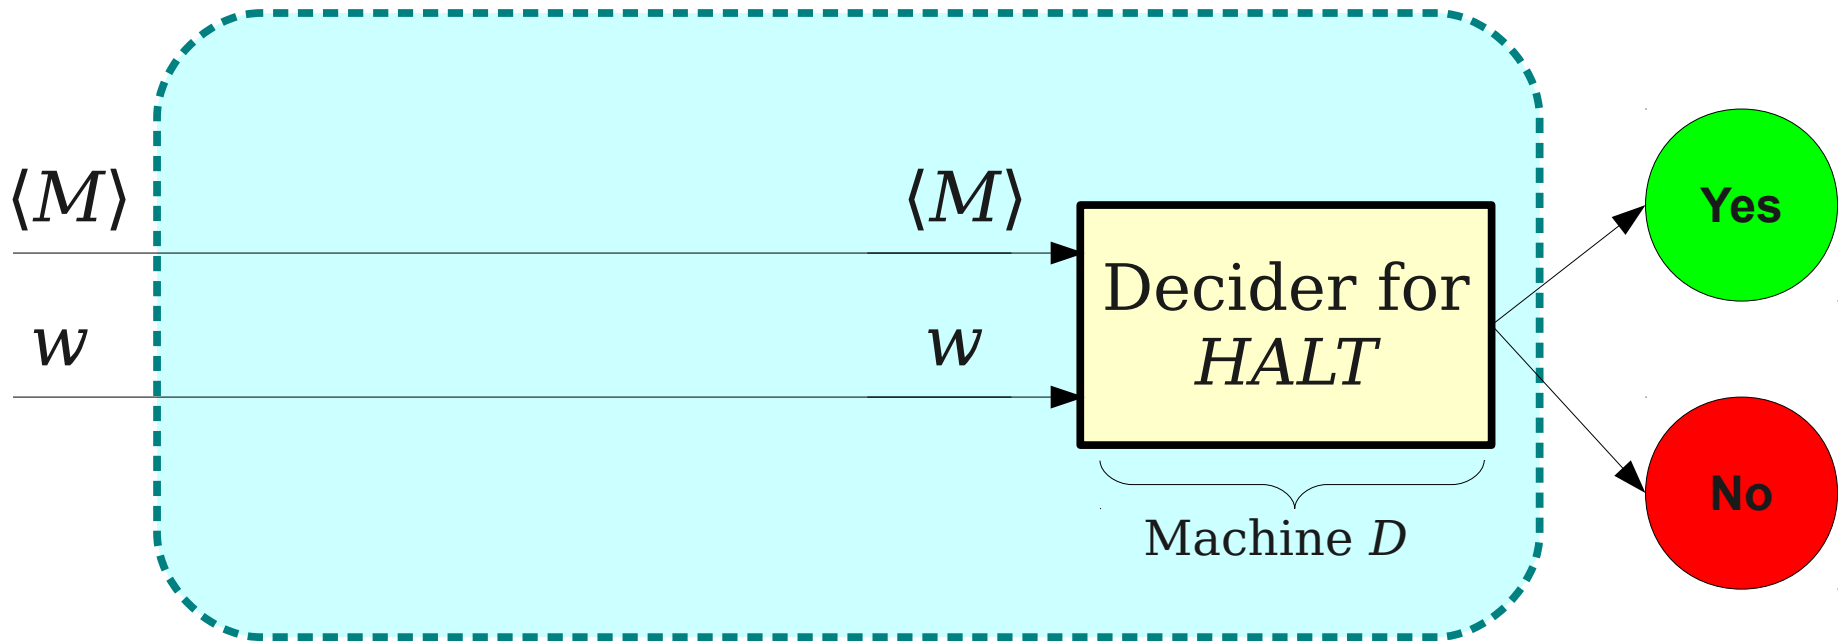 ⟨M⟩
w
⟨M⟩
w
Decider for
HALT
Machine D
Yes
No